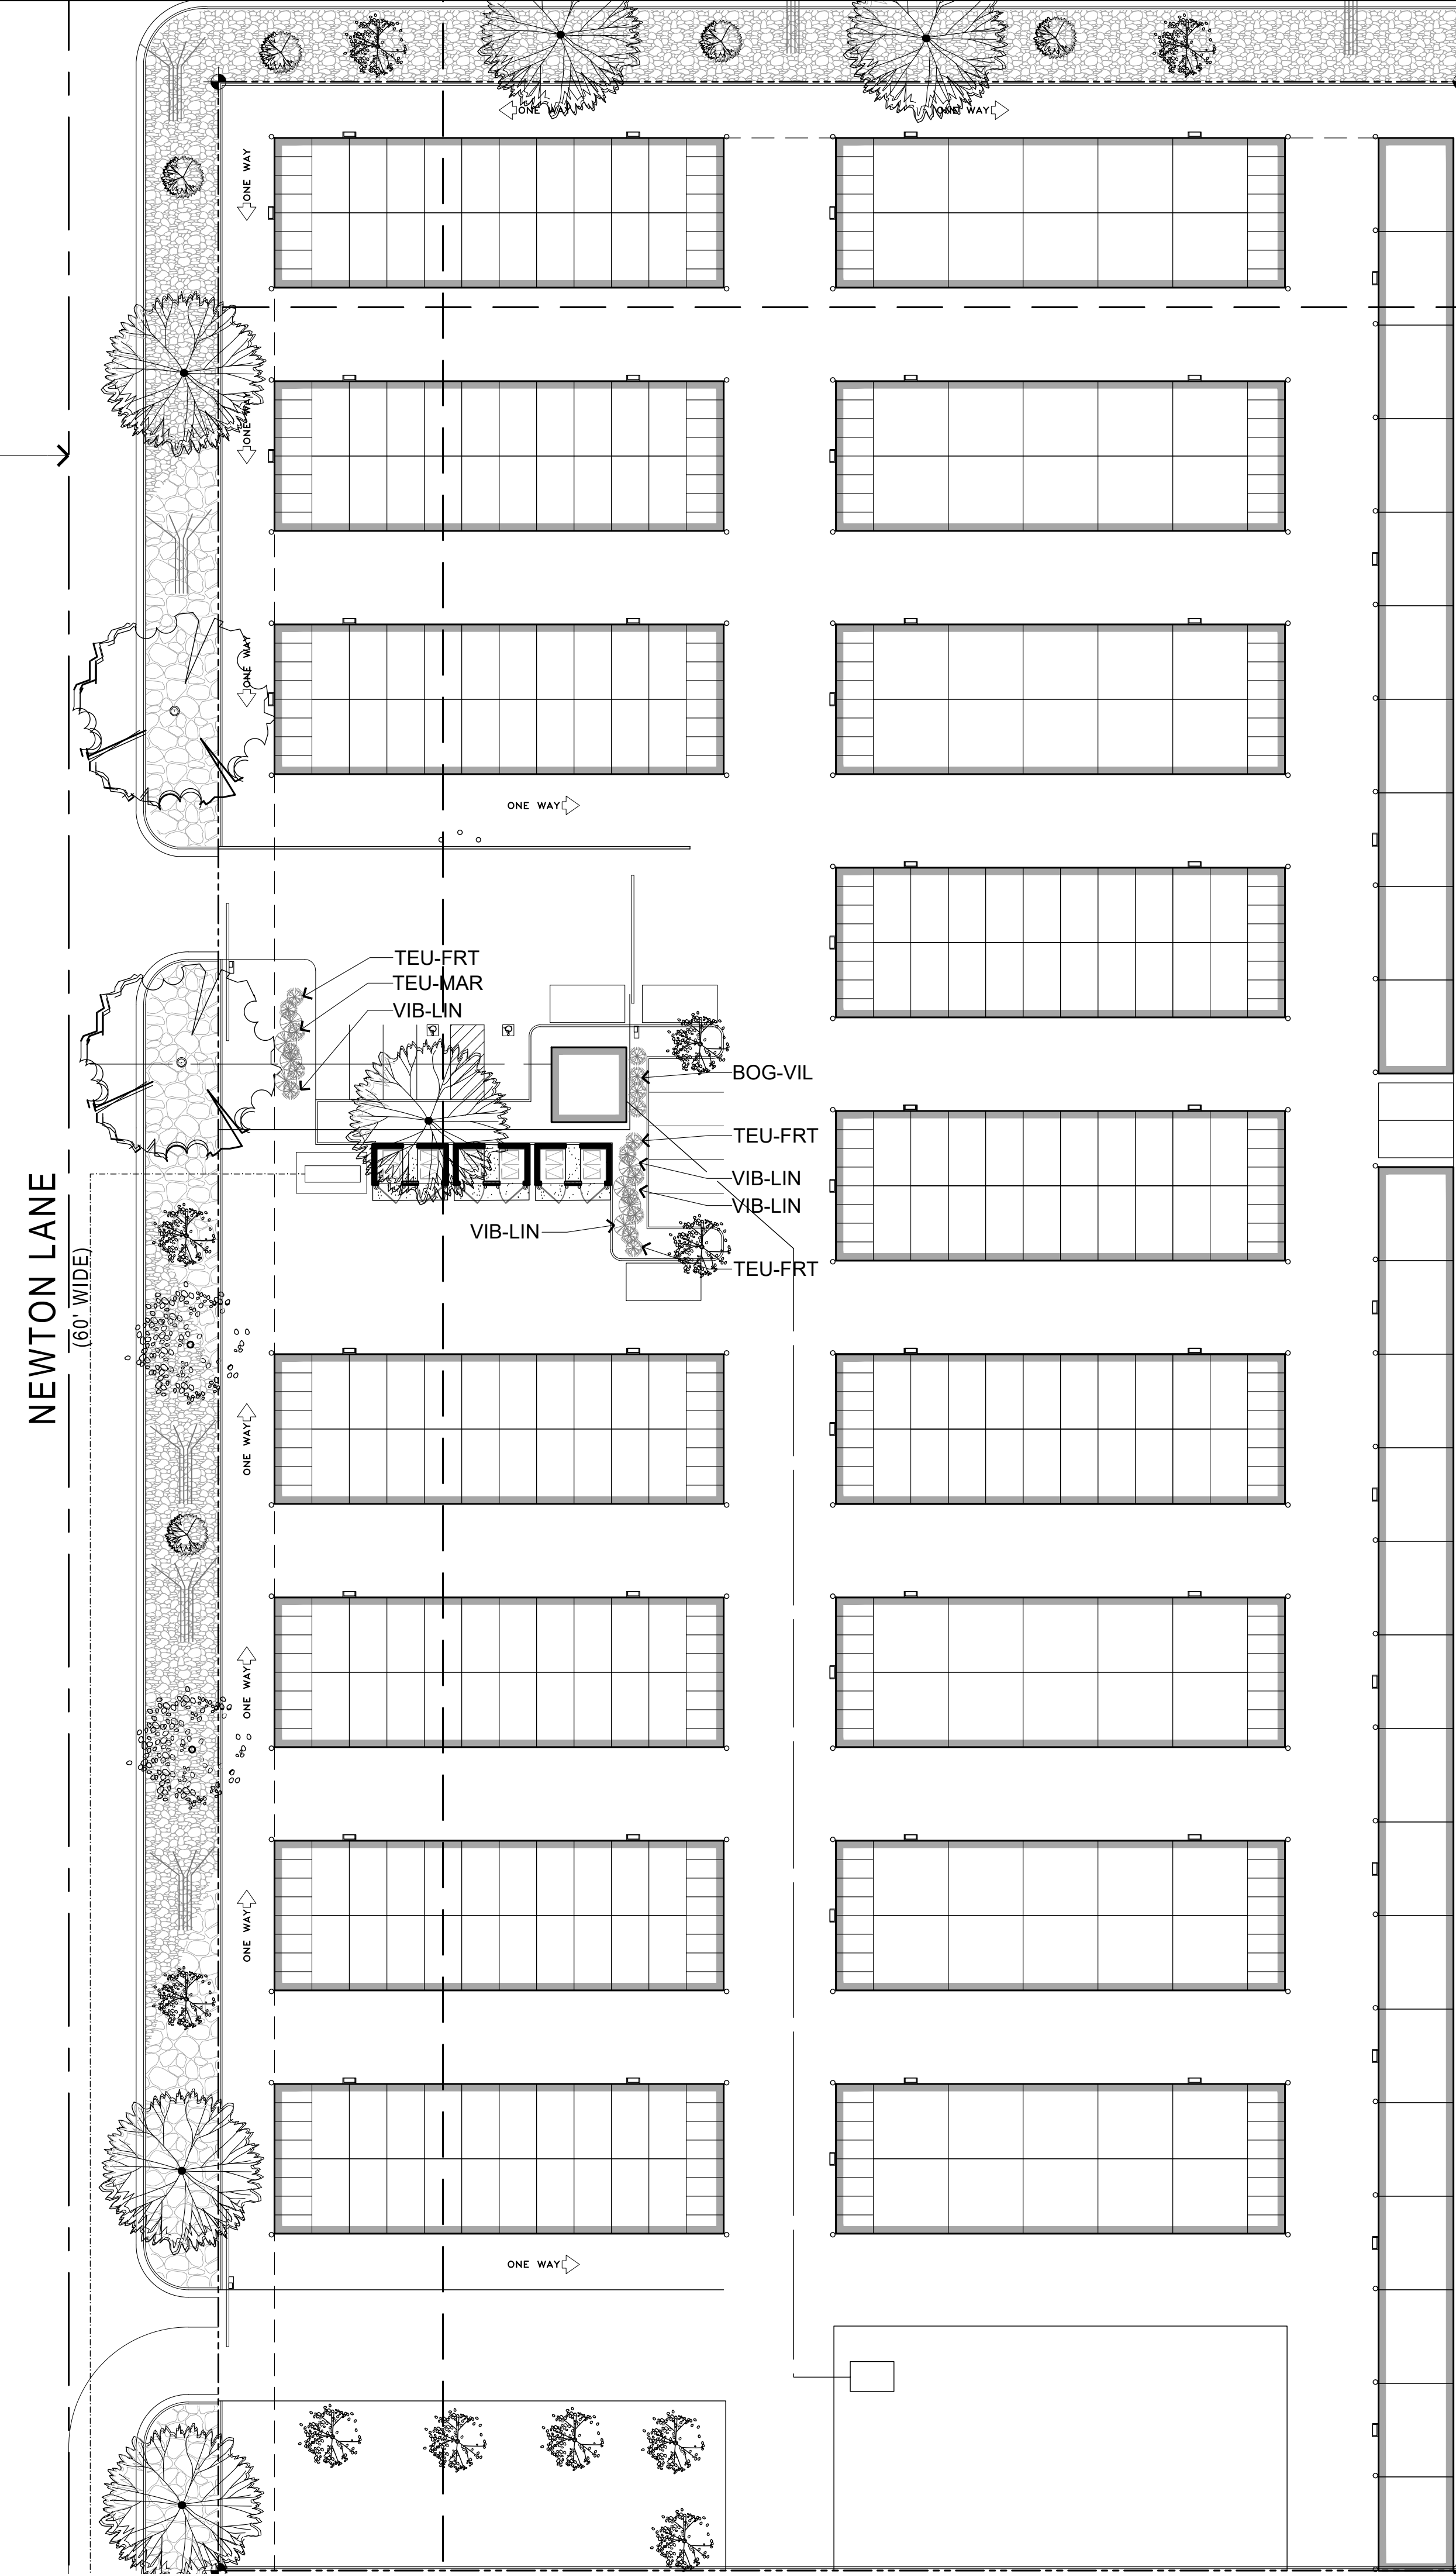 ONE WAY
ONE WAY
ONE WAY
ONE WAY
ONE WAY
ONE WAY
TEU-FRT
TEU-MAR
VIB-LIN
BOG-VIL
TEU-FRT
VIB-LIN
VIB-LIN
VIB-LIN
TEU-FRT
NEWTON LANE
(60' WIDE)
ONE WAY
ONE WAY
ONE WAY
ONE WAY